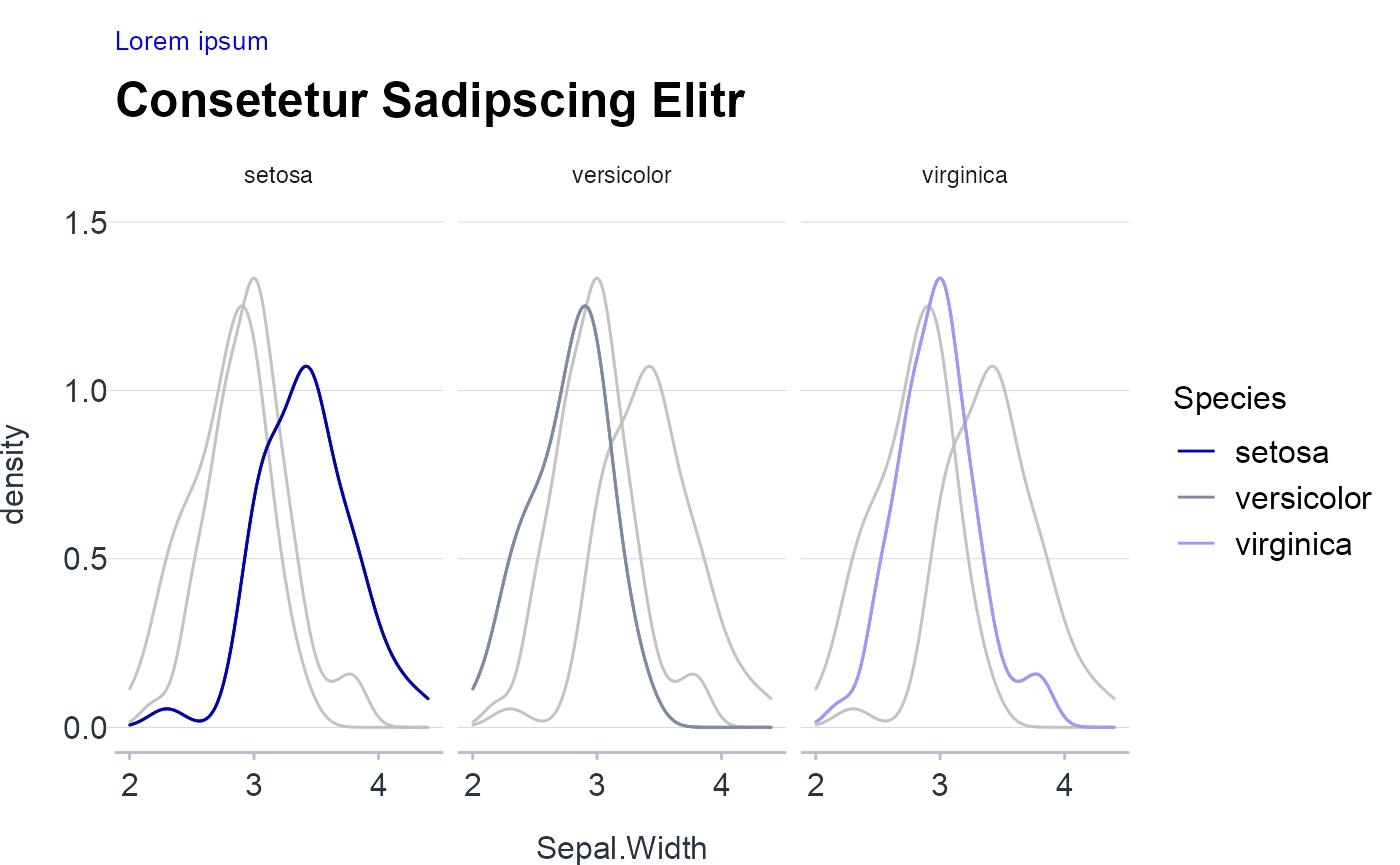 Lorem ipsum
Consetetur Sadipscing Elitr
setosa versicolor virginica
1.5
1.0
0.5
0.0
density
2 3 4 2 3 4 2 3 4
Sepal.Width
Species
setosa
versicolor
virginica